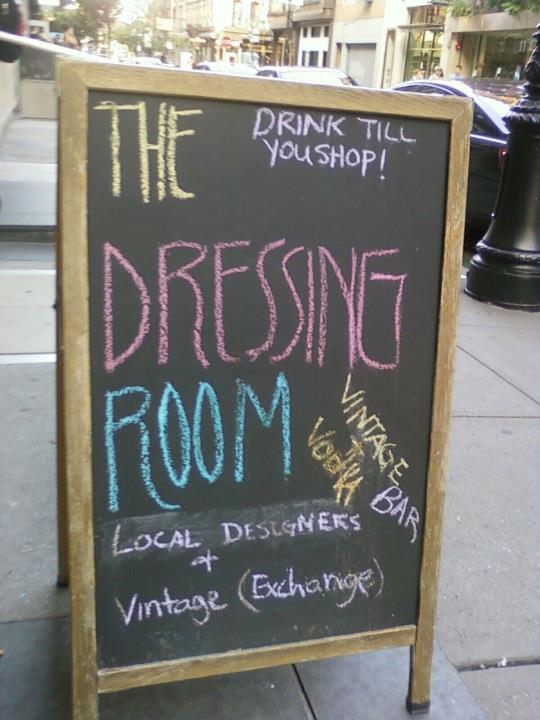 THE
DRINK TILL
YOU SHOP!
DRESSING
ROOM
VINTAGE
+
VODKA
BAR
LOCAL DESIGNERS
+
Vintage (Exchange)